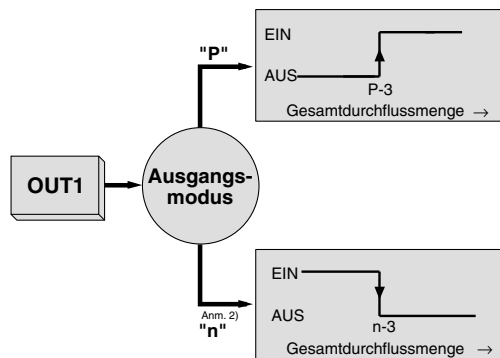 "P"
EIN
AUS
P-3
Gesamtdurchflussmenge →
OUT1
Ausgangs-
modus
Anm. 2)
"n"
EIN
AUS
n-3
Gesamtdurchflussmenge →